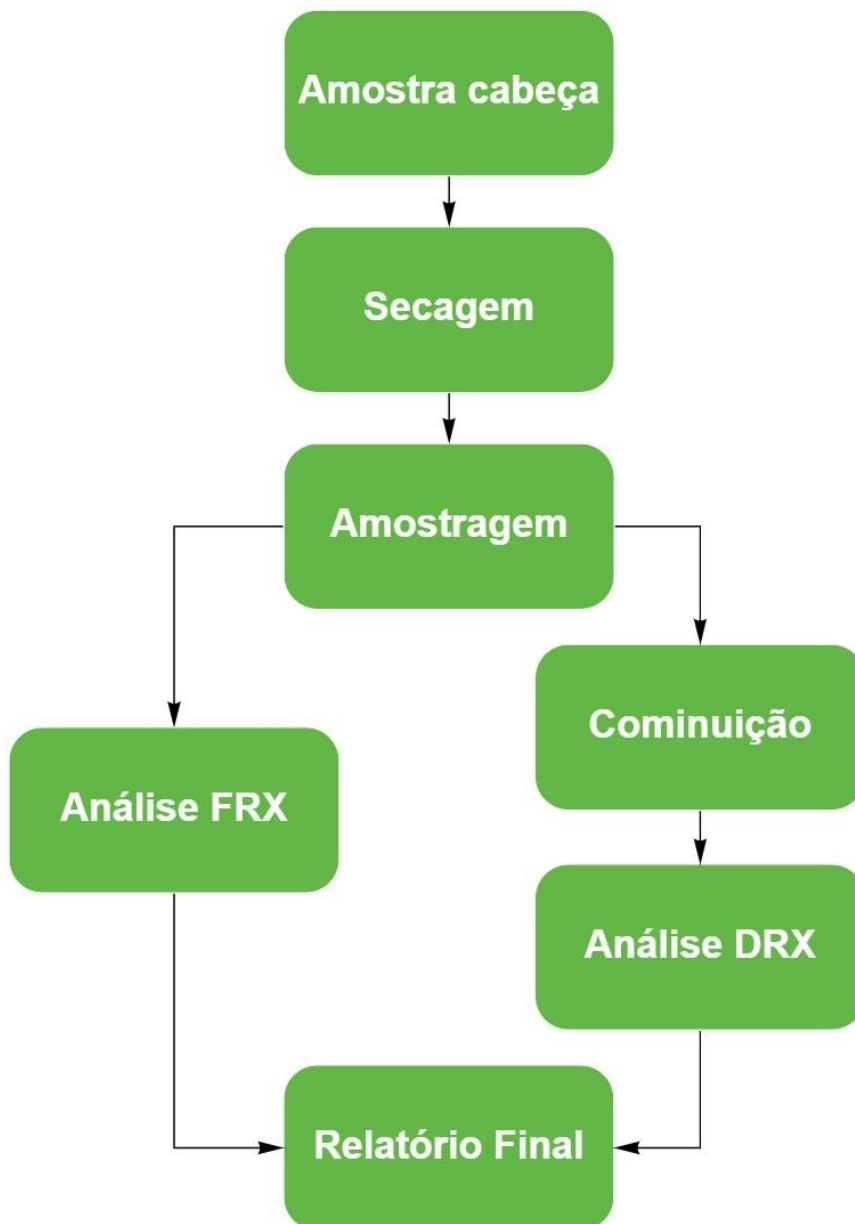 Amostra cabeça
Secagem
Amostragem
Cominuição
Análise FRX
Análise DRX
Relatório Final